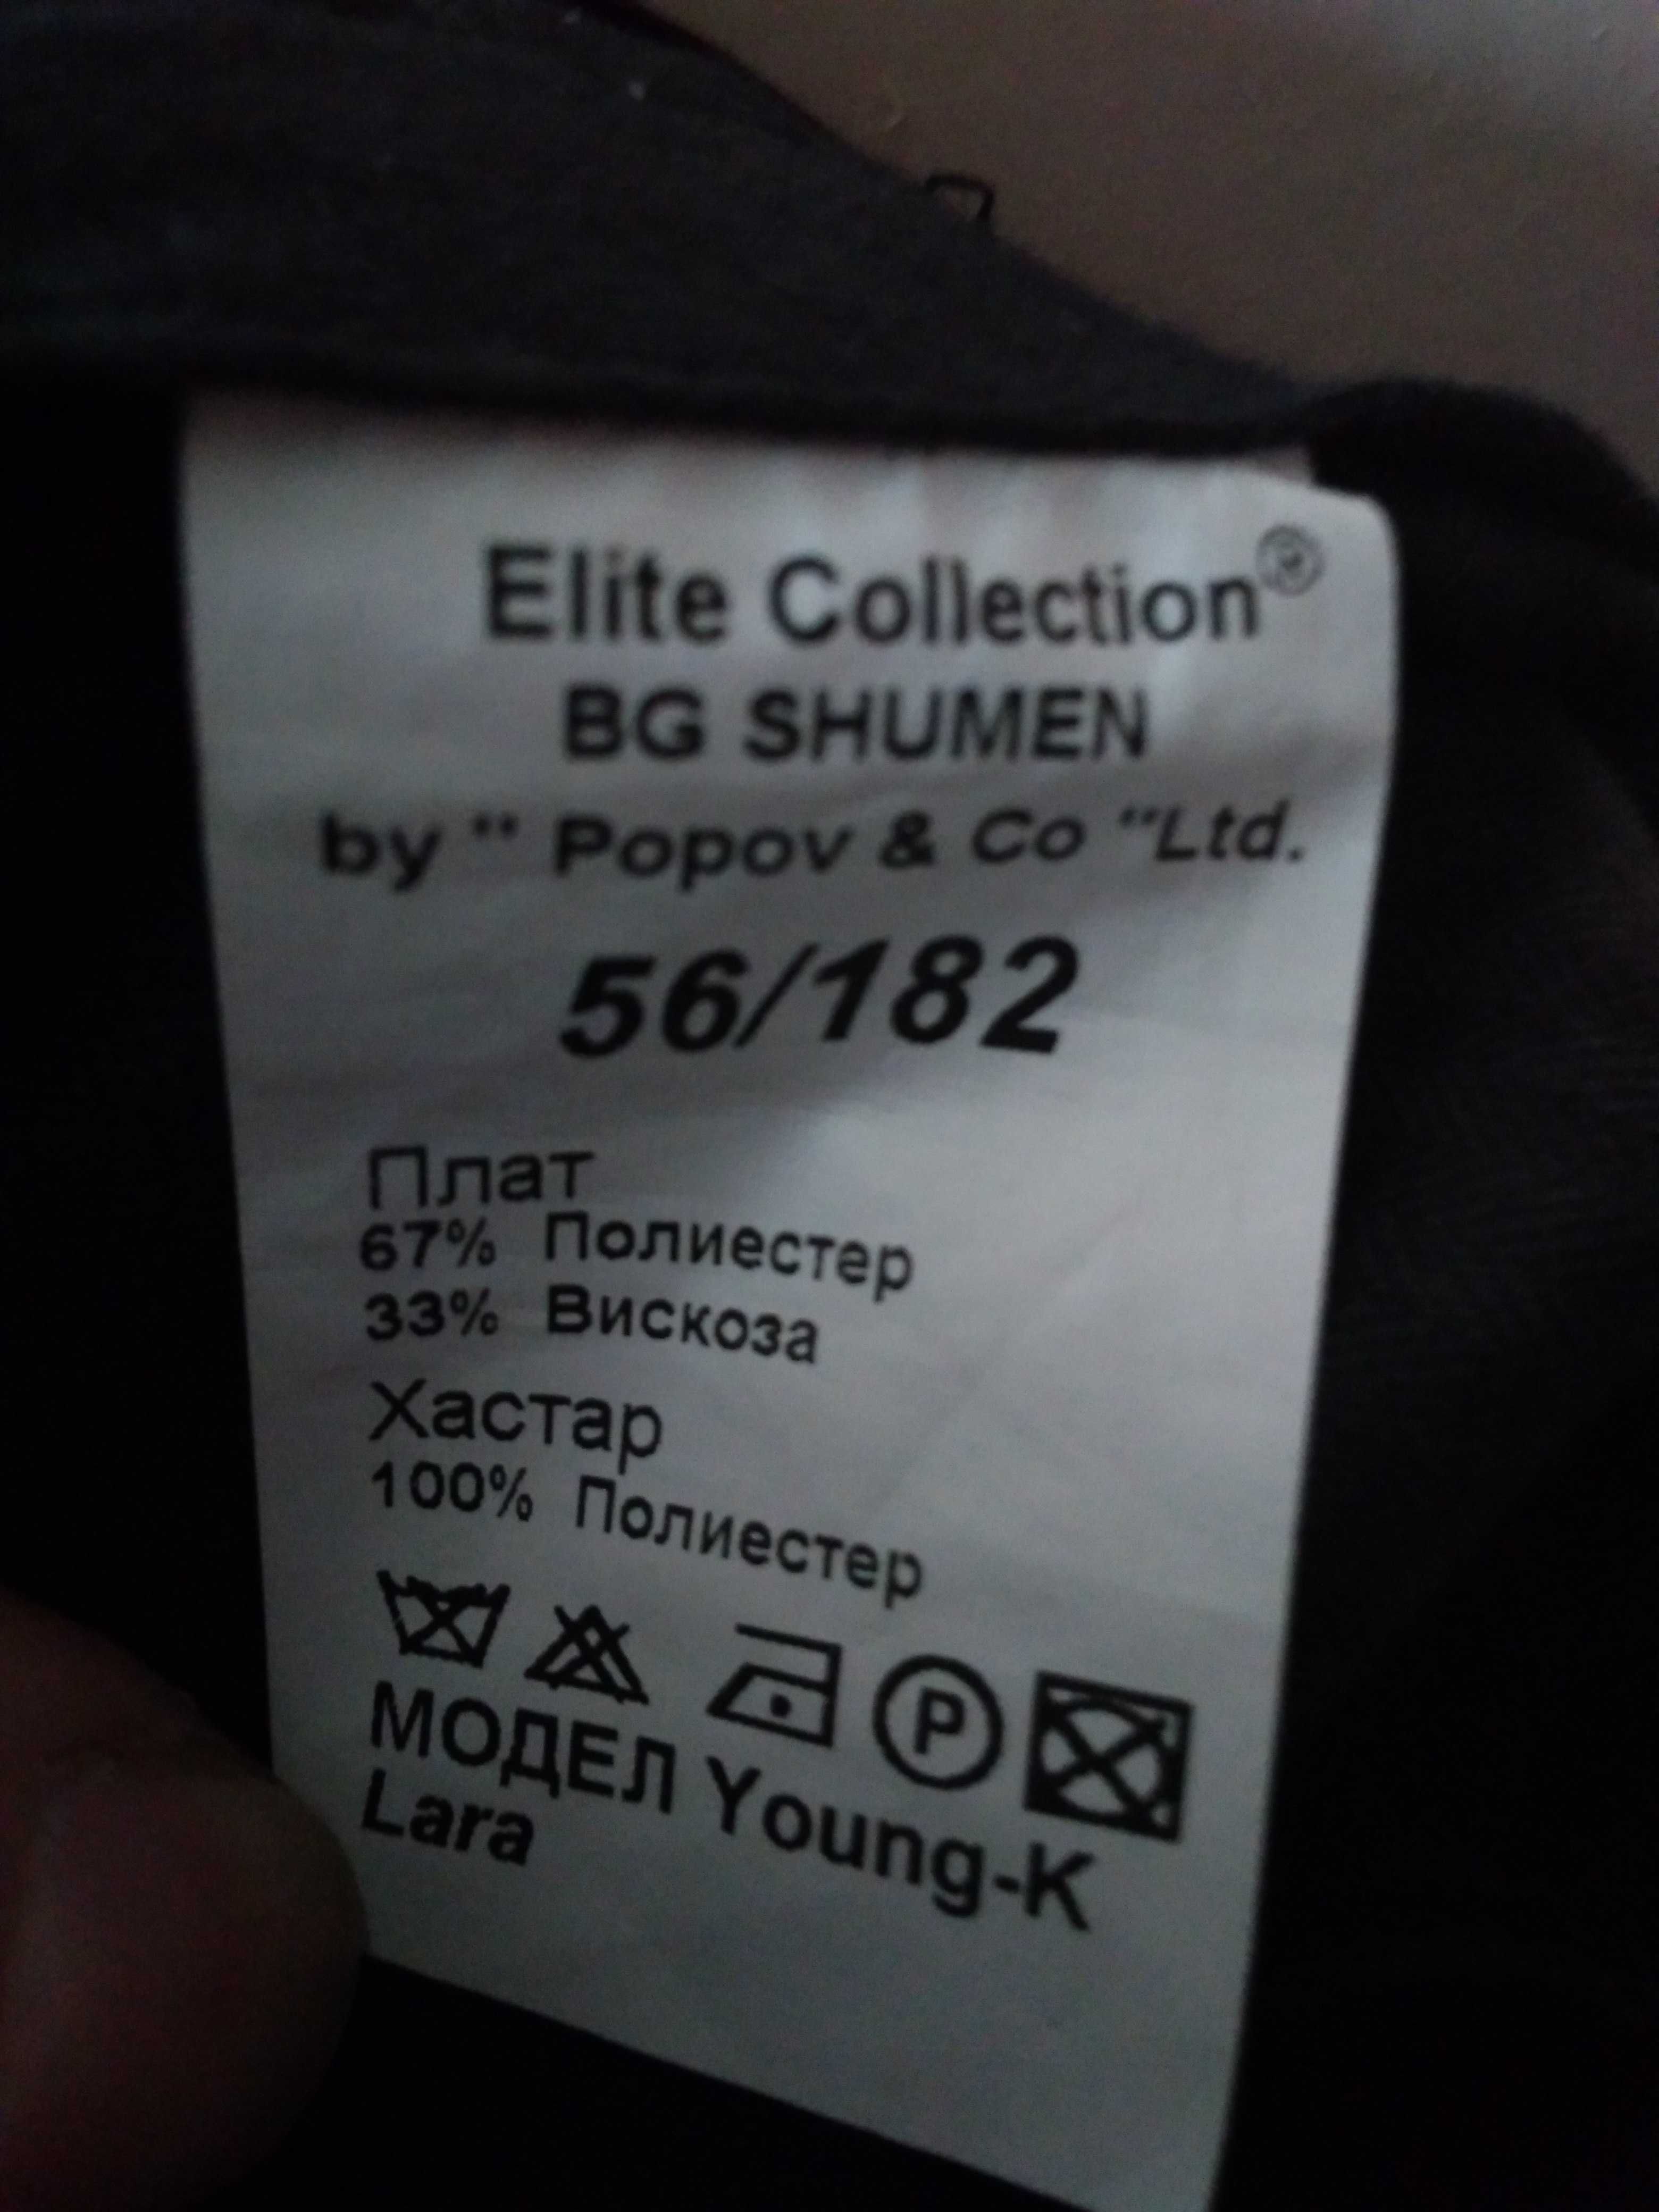 Elite Collection®
BG SHUMEN
by " Popov & Co "Ltd.
56/182
Плат
67% Полиестер
33% Вискоза
Хастар
100% Полиестер
P
МОДЕЛ Young-K
Lara